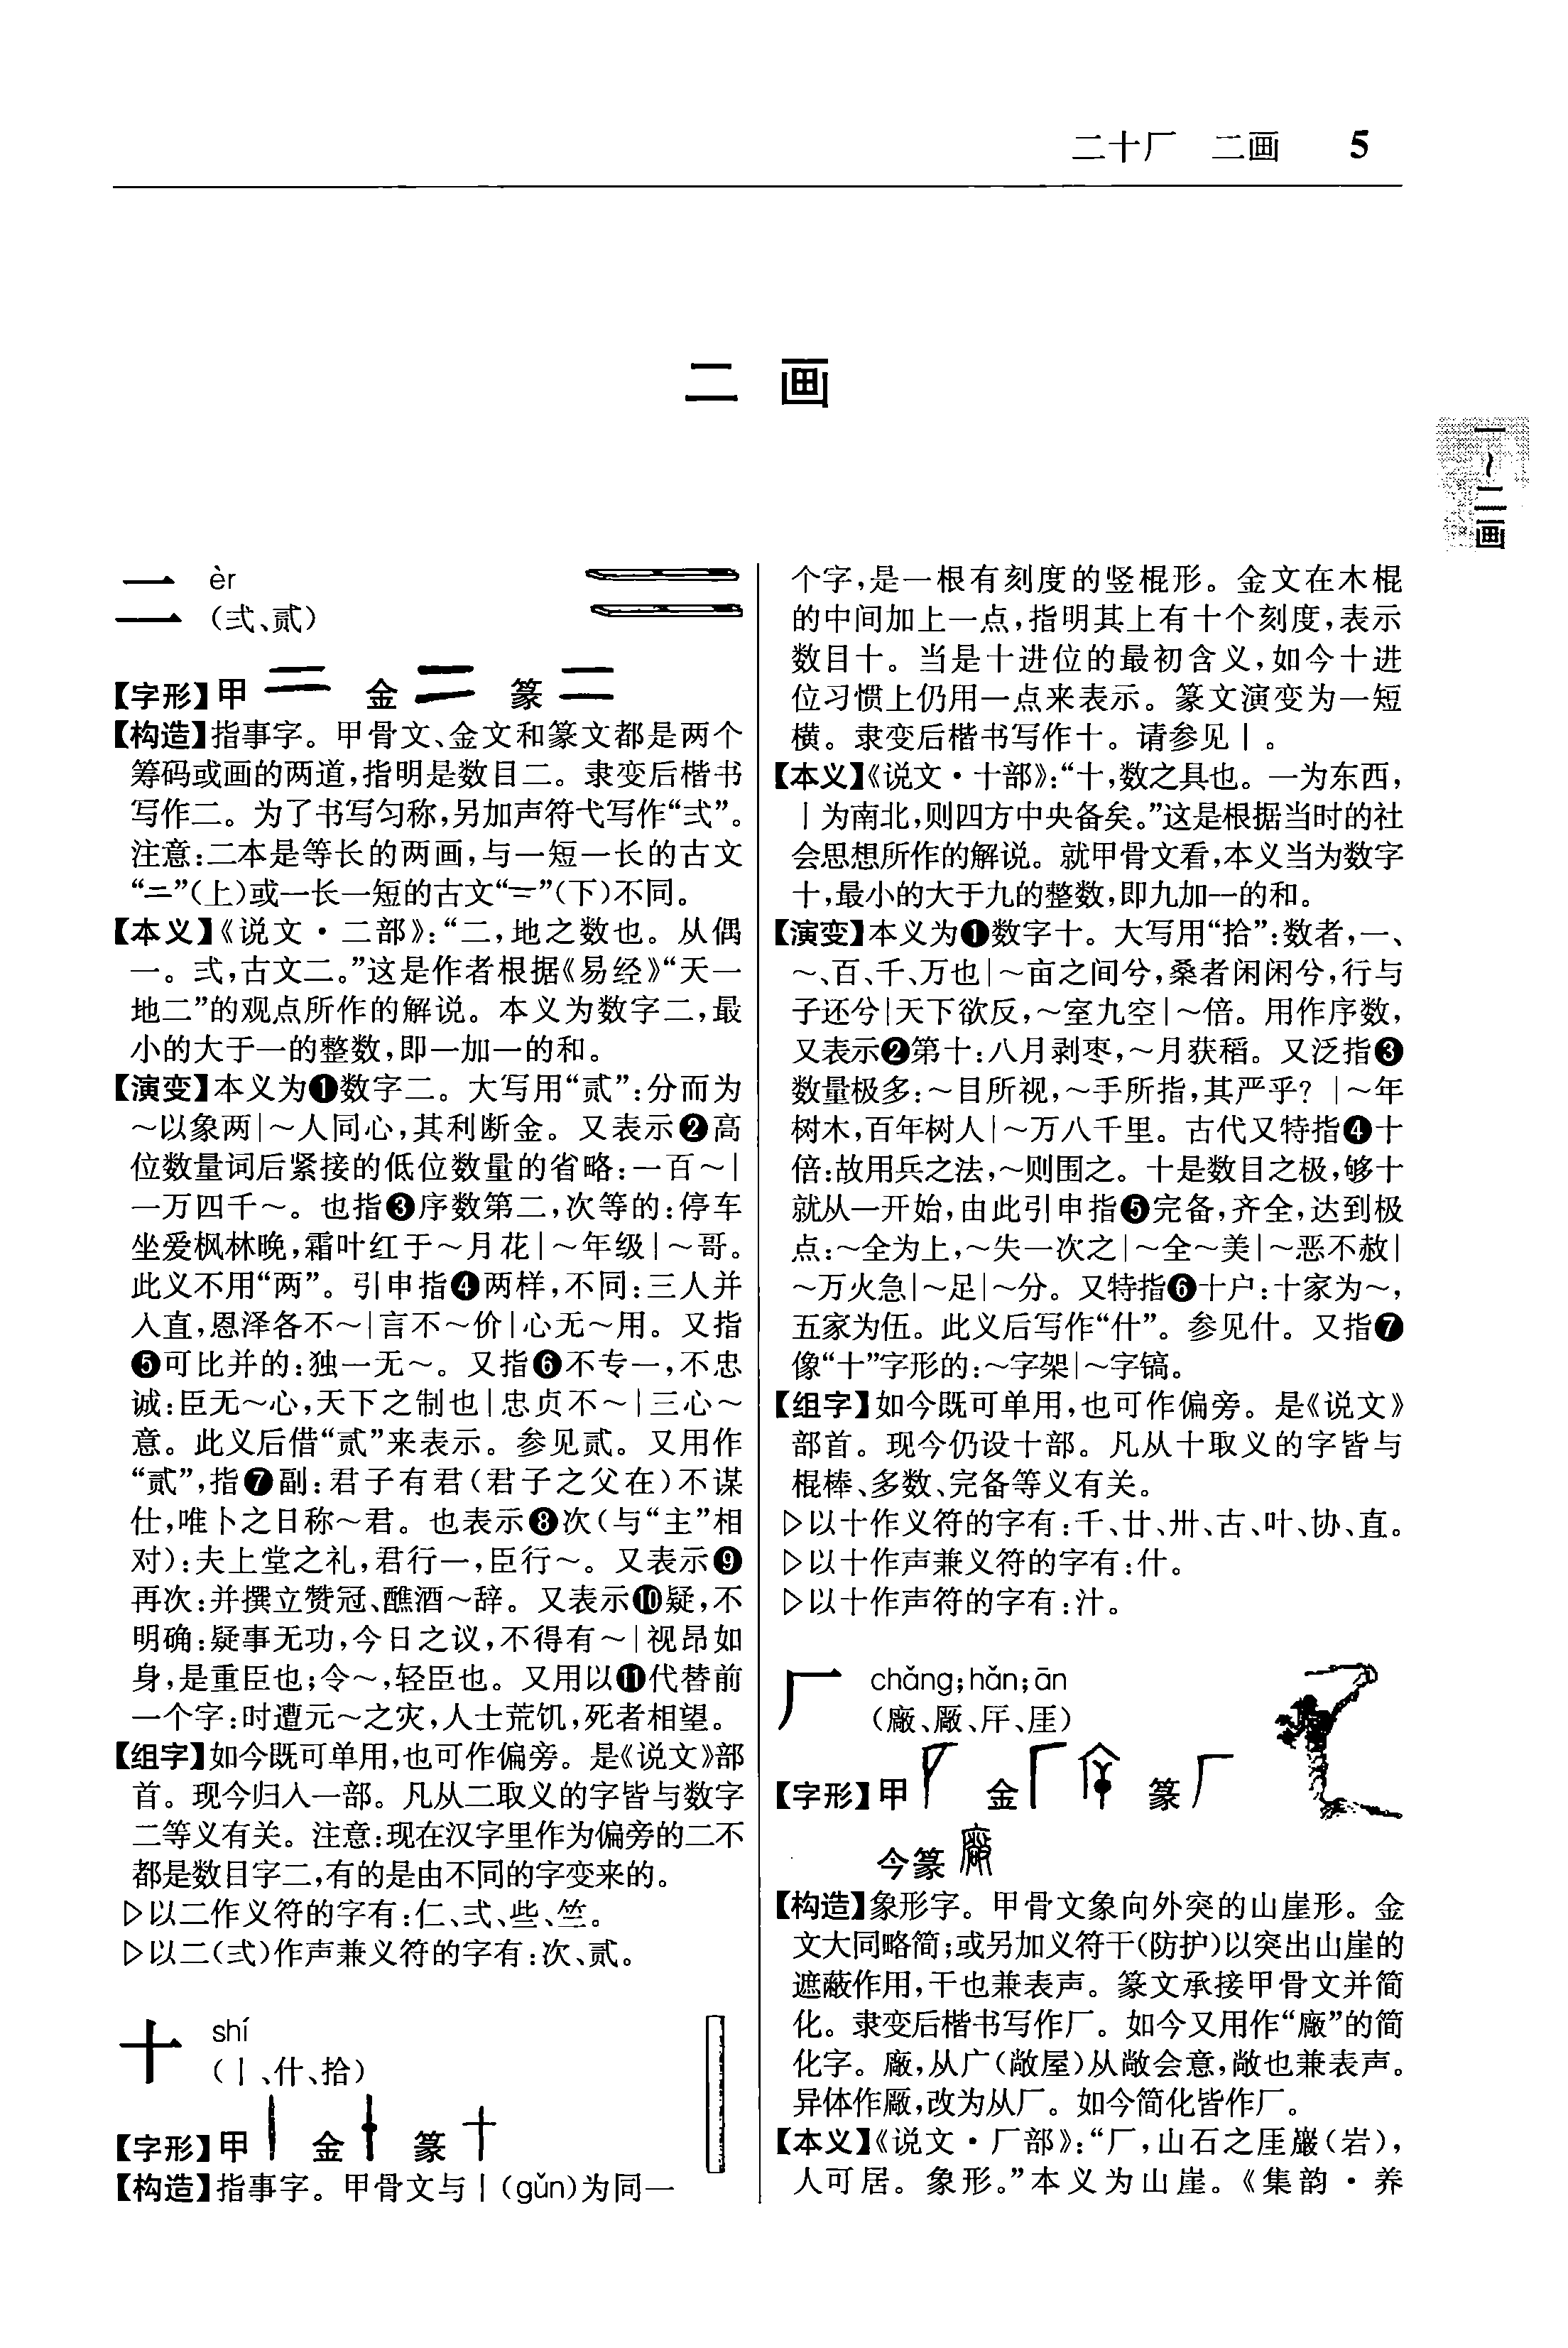 二十厂　二画　5
二 画
一～二画
二 èr
（弍、贰）
【字形】甲 金 篆
【构造】指事字。甲骨文、金文和篆文都是两个
筹码或画的两道，指明是数目二。隶变后楷书
写作二。为了书写匀称，另加声符弋写作“弍”。
注意：二本是等长的两画，与一短一长的古文
“二”（上）或一长一短的古文“二”（下）不同。
【本义】《说文·二部》：“二，地之数也。从偶
一。弍，古文二。”这是作者根据《易经》“天一
地二”的观点所作的解说。本义为数字二，最
小的大于一的整数，即一加一的和。
【演变】本义为❶数字二。大写用“贰”：分而为
～以象两|～人同心，其利断金。又表示❷高
位数量词后紧接的低位数量的省略：一百～|
一万四千～。也指❸序数第二，次等的：停车
坐爱枫林晚，霜叶红于～月花|～年级|～哥。
此义不用“两”。引申指❹两样，不同：三人并
入直，恩泽各不～|言不～价|心无～用。又指
❺可比并的：独一无～。又指❻不专一，不忠
诚：臣无～心，天下之制也|忠贞不～|三心～
意。此义后借“贰”来表示。参见贰。又用作
“贰”，指❼副：君子有君（君子之父在）不谋
仕，唯卜之日称～君。也表示❽次（与“主”相
对）：夫上堂之礼，君行一，臣行～。又表示❾
再次：并撰立赞冠、醮酒～辞。又表示❿疑，不
明确：疑事无功，今日之议，不得有～|视昂如
身，是重臣也；令～，轻臣也。又用以⓫代替前
一个字：时遭元～之灾，人士荒饥，死者相望。
【组字】如今既可单用，也可作偏旁。是《说文》部
首。现今归入一部。凡从二取义的字皆与数字
二等义有关。注意：现在汉字里作为偏旁的二不
都是数目字二，有的是由不同的字变来的。
▷以二作义符的字有：仁、弍、些、竺。
▷以二（弍）作声兼义符的字有：次、贰。
十 shí
（丨、什、拾）
【字形】甲 金 篆
【构造】指事字。甲骨文与丨（gǔn）为同一
个字，是一根有刻度的竖棍形。金文在木棍
的中间加上一点，指明其上有十个刻度，表示
数目十。当是十进位的最初含义，如今十进
位习惯上仍用一点来表示。篆文演变为一短
横。隶变后楷书写作十。请参见丨。
【本义】《说文·十部》：“十，数之具也。一为东西，
丨为南北，则四方中央备矣。”这是根据当时的社
会思想所作的解说。就甲骨文看，本义当为数字
十，最小的大于九的整数，即九加一的和。
【演变】本义为❶数字十。大写用“拾”：数者，一、
～、百、千、万也|～亩之间兮，桑者闲闲兮，行与
子还兮|天下欲反，～室九空|～倍。用作序数，
又表示❷第十：八月剥枣，～月获稻。又泛指❸
数量极多：～目所视，～手所指，其严乎？|～年
树木，百年树人|～万八千里。古代又特指❹十
倍：故用兵之法，～则围之。十是数目之极，够十
就从一开始，由此引申指❺完备，齐全，达到极
点：～全为上，～失一次之|～全～美|～恶不赦|
～万火急|～足|～分。又特指❻十户：十家为～，
五家为伍。此义后写作“什”。参见什。又指❼
像“十”字形的：～字架|～字镐。
【组字】如今既可单用，也可作偏旁。是《说文》
部首。现今仍设十部。凡从十取义的字皆与
棍棒、多数、完备等义有关。
▷以十作义符的字有：千、廿、卅、古、叶、协、直。
▷以十作声兼义符的字有：什。
▷以十作声符的字有：汁。
厂 chǎng；hǎn；ān
（廠、厰、厈、厓）
【字形】甲 金 篆
今篆
【构造】象形字。甲骨文象向外突的山崖形。金
文大同略简；或另加义符干（防护）以突出山崖的
遮蔽作用，干也兼表声。篆文承接甲骨文并简
化。隶变后楷书写作厂。如今又用作“廠”的简
化字。廠，从广（敞屋）从敞会意，敞也兼表声。
异体作厰，改为从厂。如今简化皆作厂。
【本义】《说文·厂部》：“厂，山石之厓巖（岩），
人可居。象形。”本义为山崖。《集韵·养